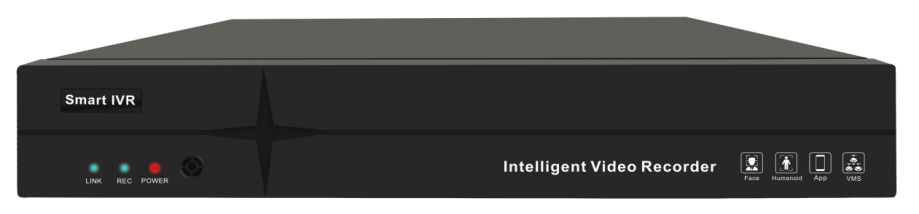 Smart IVR
Intelligent Video Recorder
LINK REC POWER
Face Humanoid App VMS